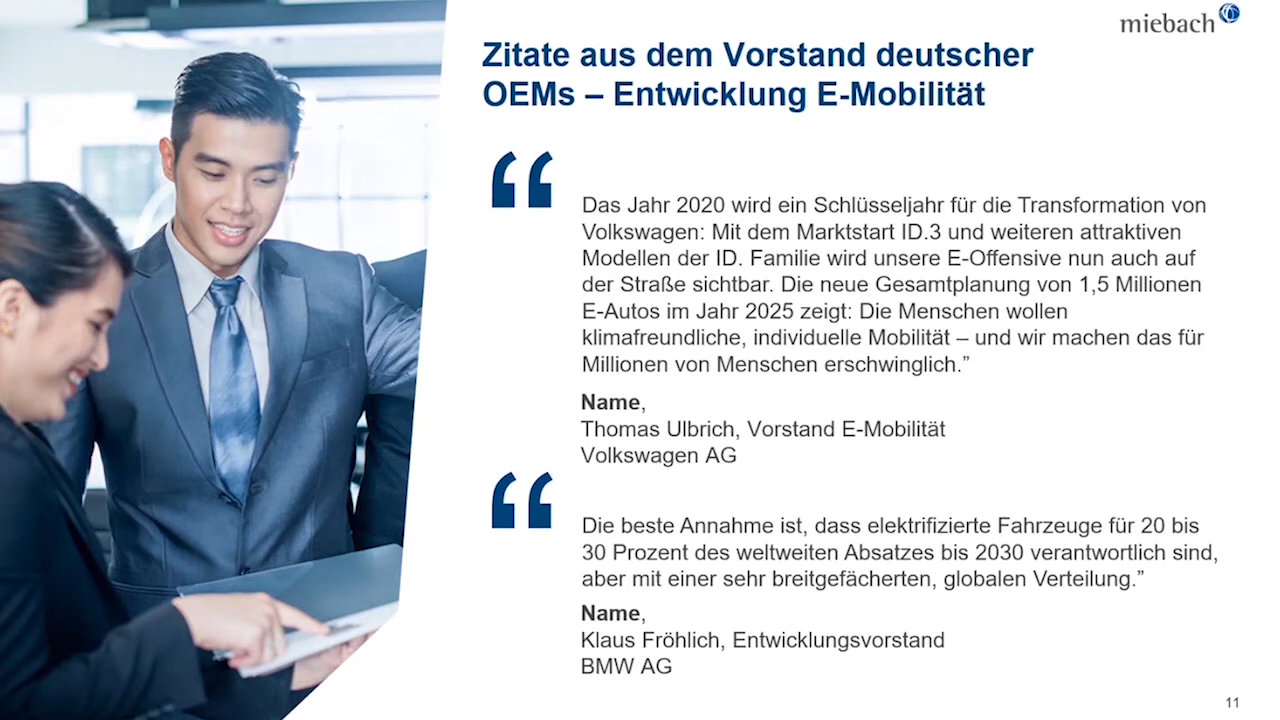 miebach
Zitate aus dem Vorstand deutscher
OEMs – Entwicklung E-Mobilität
“
Das Jahr 2020 wird ein Schlüsseljahr für die Transformation von
Volkswagen: Mit dem Marktstart ID.3 und weiteren attraktiven
Modellen der ID. Familie wird unsere E-Offensive nun auch auf
der Straße sichtbar. Die neue Gesamtplanung von 1,5 Millionen
E-Autos im Jahr 2025 zeigt: Die Menschen wollen
klimafreundliche, individuelle Mobilität – und wir machen das für
Millionen von Menschen erschwinglich.”
Name,
Thomas Ulbrich, Vorstand E-Mobilität
Volkswagen AG
“
Die beste Annahme ist, dass elektrifizierte Fahrzeuge für 20 bis
30 Prozent des weltweiten Absatzes bis 2030 verantwortlich sind,
aber mit einer sehr breitgefächerten, globalen Verteilung.”
Name,
Klaus Fröhlich, Entwicklungsvorstand
BMW AG
11